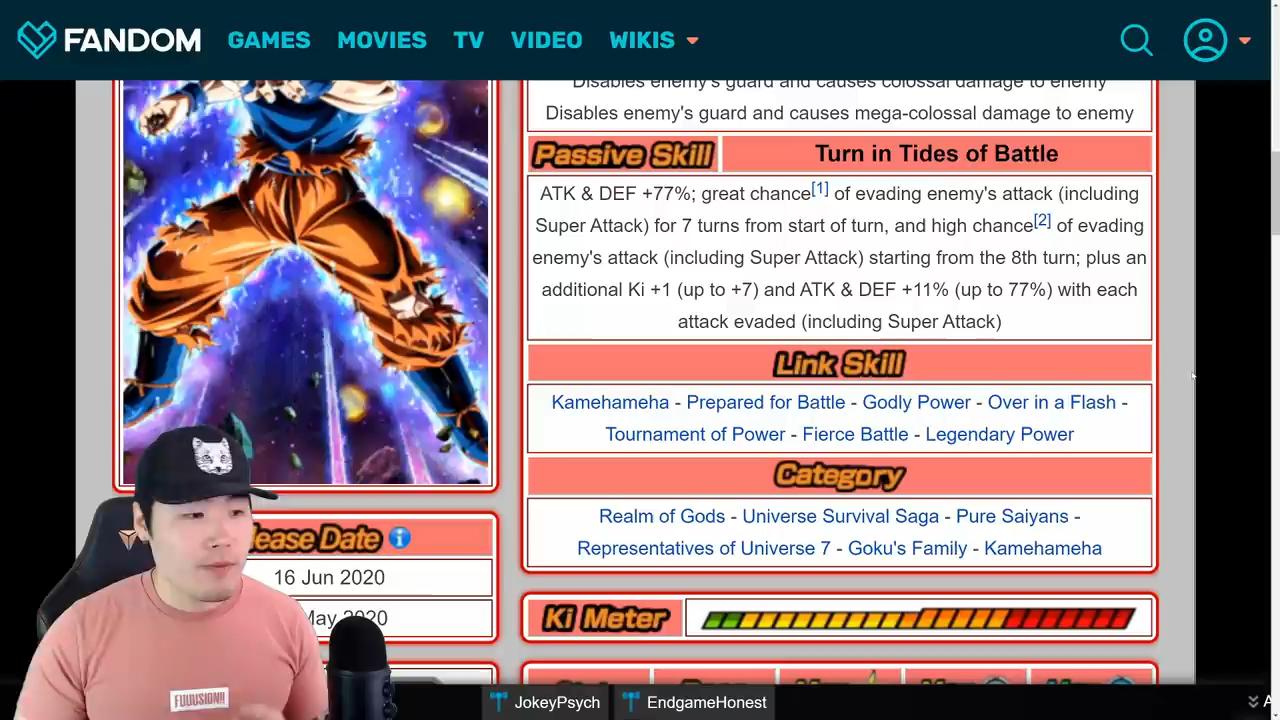 FANDOM GAMES MOVIES TV VIDEO WIKIS
Disables enemy's guard and causes colossal damage to enemy
Disables enemy's guard and causes mega-colossal damage to enemy
Passive Skill Turn in Tides of Battle
ATK & DEF +77%; great chance[1] of evading enemy's attack (including
Super Attack) for 7 turns from start of turn, and high chance[2] of evading
enemy's attack (including Super Attack) starting from the 8th turn; plus an
additional Ki +1 (up to +7) and ATK & DEF +11% (up to 77%) with each
attack evaded (including Super Attack)
Link Skill
Kamehameha - Prepared for Battle - Godly Power - Over in a Flash -
Tournament of Power - Fierce Battle - Legendary Power
Category
Realm of Gods - Universe Survival Saga - Pure Saiyans -
Representatives of Universe 7 - Goku's Family - Kamehameha
Ki Meter
Date
16 Jun 2020
2020
FUUUSION!!
JokeyPsych EndgameHonest